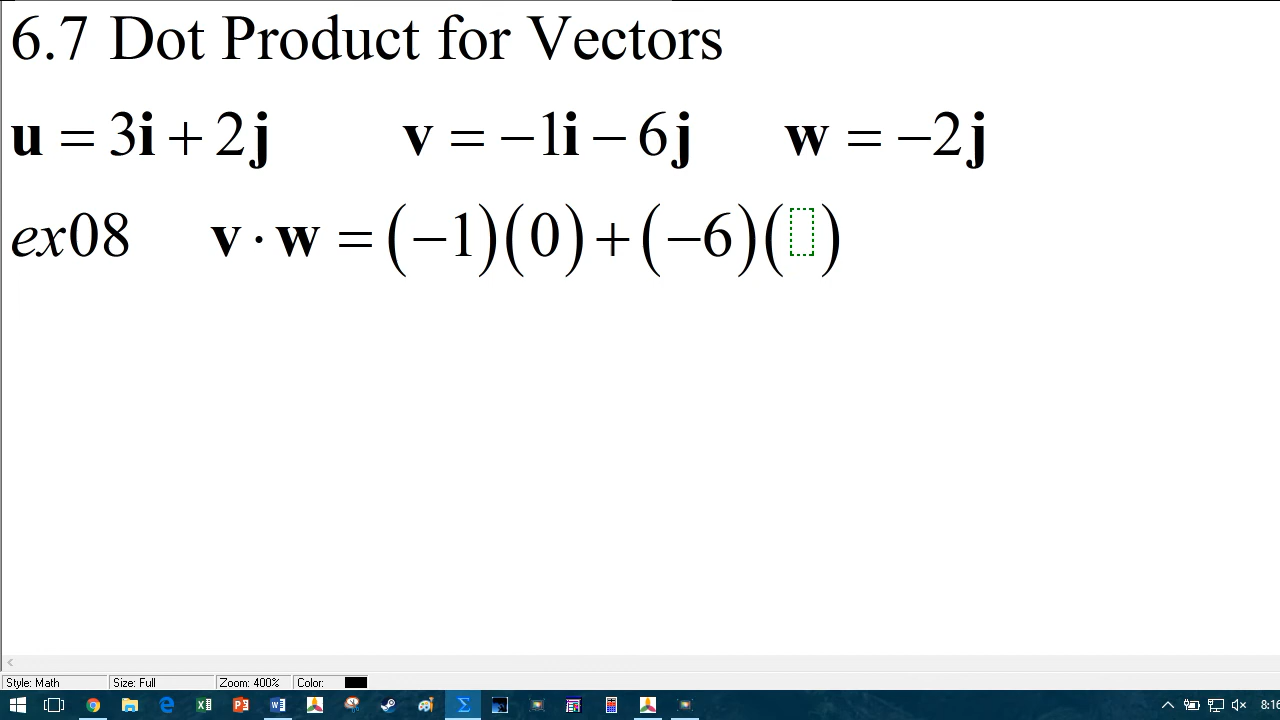 6.7 Dot Product for Vectors
u = 3i + 2j v = −1i − 6j w = −2j
ex08 v · w = (−1)(0) + (−6)( )
Style: Math Size: Full Zoom: 400% Color: